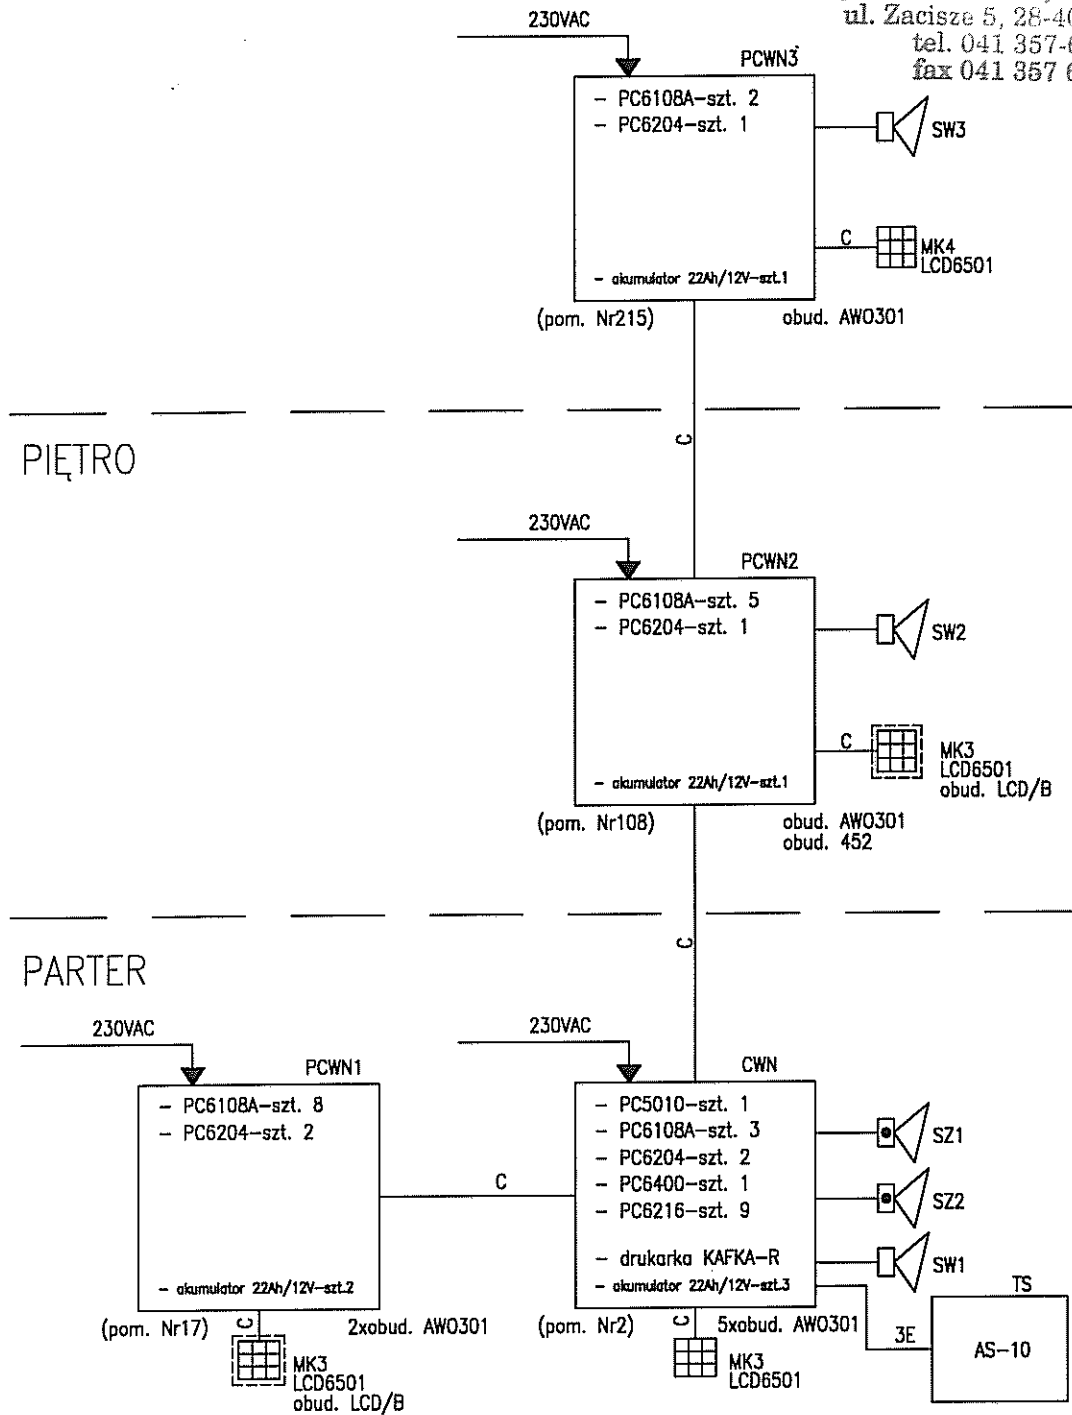 ul. Zacisze 5, 28-40
tel. 041 357-6
fax 041 357 6
230VAC
PCWN3
- PC6108A-szt. 2
- PC6204-szt. 1
SW3
C
MK4
LCD6501
- akumulator 22Ah/12V-szt.1
(pom. Nr215)
obud. AWO301
C
PIĘTRO
230VAC
PCWN2
- PC6108A-szt. 5
- PC6204-szt. 1
SW2
C
MK3
LCD6501
obud. LCD/B
- akumulator 22Ah/12V-szt.1
(pom. Nr108)
obud. AWO301
obud. 452
C
PARTER
230VAC
PCWN1
- PC6108A-szt. 8
- PC6204-szt. 2
- akumulator 22Ah/12V-szt.2
(pom. Nr17)
C
2xobud. AWO301
MK3
LCD6501
obud. LCD/B
C
230VAC
CWN
- PC5010-szt. 1
- PC6108A-szt. 3
- PC6204-szt. 2
- PC6400-szt. 1
- PC6216-szt. 9
- drukarka KAFKA-R
- akumulator 22Ah/12V-szt.3
SZ1
SZ2
SW1
(pom. Nr2)
C
5xobud. AWO301
MK3
LCD6501
3E
TS
AS-10